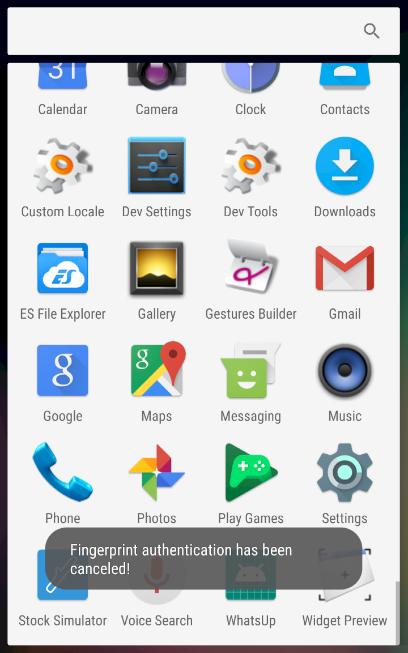 31
Calendar
Camera
Clock
Contacts
Custom Locale
Dev Settings
Dev Tools
Downloads
ES
ES File Explorer
Gallery
Gestures Builder
Gmail
g
g
Google
Maps
Messaging
Music
Phone
Photos
Play Games
Settings
Fingerprint authentication has been
canceled!
Stock Simulator
Voice Search
WhatsUp
Widget Preview